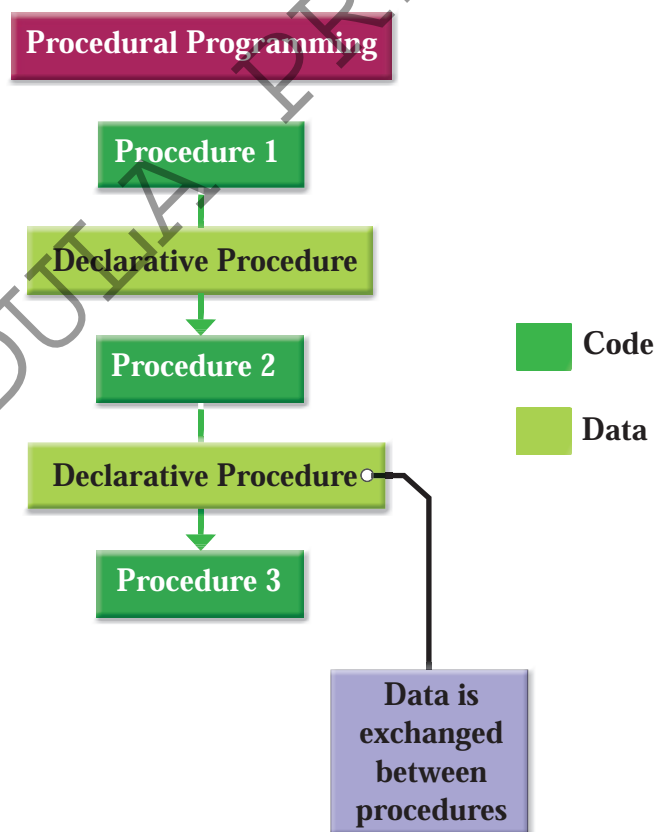 Procedural Programming
Procedure 1
Declarative Procedure
Procedure 2
Declarative Procedure
Procedure 3
Code
Data
Data is
exchanged
between
procedures